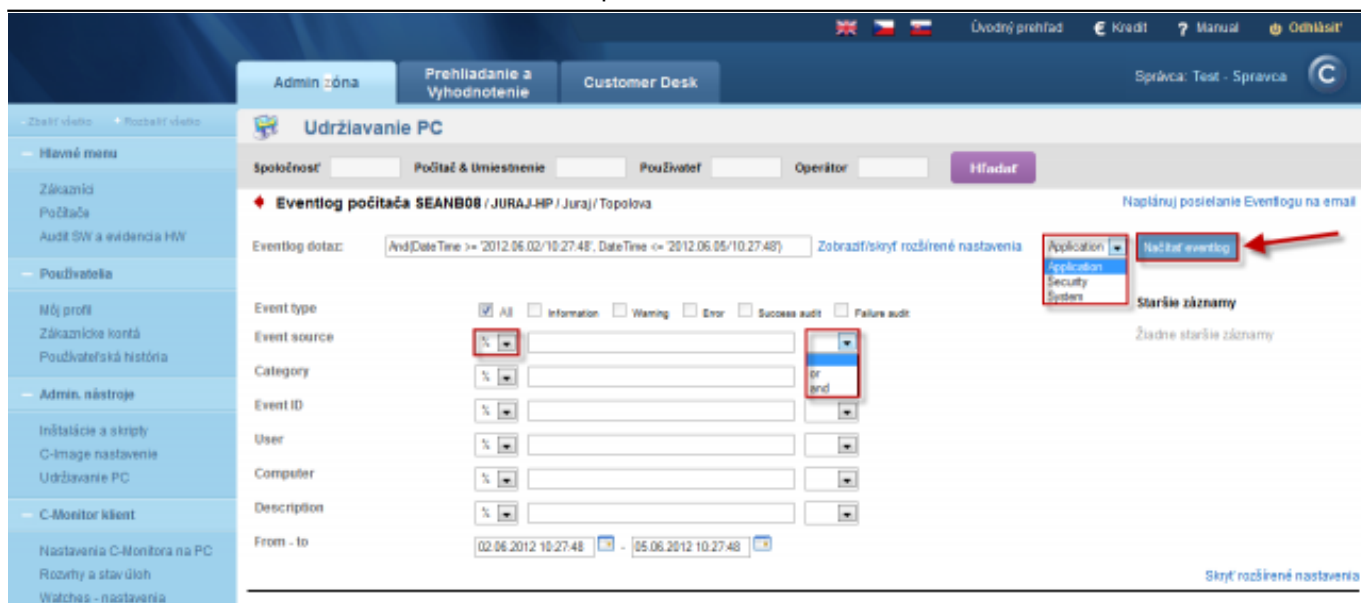 Úvodný prehľad € Kredit ? Manual Odhlásiť
Admin zóna
Prehliadanie a
Vyhodnotenie
Customer Desk
Správca: Test - Spravca
- Zbaliť všetko + Rozbaliť všetko
Udržiavanie PC
Hlavné menu
Zákazníci
Počítače
Audit SW a evidencia HW
Používatelia
Môj profil
Zákaznícke kontá
Používateľská história
Admin. nástroje
Inštalácie a skripty
C-Image nastavenie
Udržiavanie PC
C-Monitor klient
Nastavenia C-Monitora na PC
Rozvrhy a stav úloh
Watches - nastavenia
Spoločnosť Počítač & Umiestnenie Používateľ Operátor Hľadať
Eventlog počítača SEANB08 / JURAJ-HP / Juraj / Topolova
Naplánuj posielanie Eventlogu na email
Eventlog dotaz: And(DateTime >= '2012.06.02/10:27:48', DateTime <= '2012.06.05/10:27:48') Zobraziť/skryť rozšírené nastavenia Application Načítať eventlog
Application
Security
System
Staršie záznamy
Žiadne staršie záznamy
Event type All Information Warning Error Success audit Failure audit
Event source %
or
and
Category %
Event ID %
User %
Computer %
Description %
From - to 02.06.2012 10:27:48 - 05.06.2012 10:27:48
Skryť rozšírené nastavenia